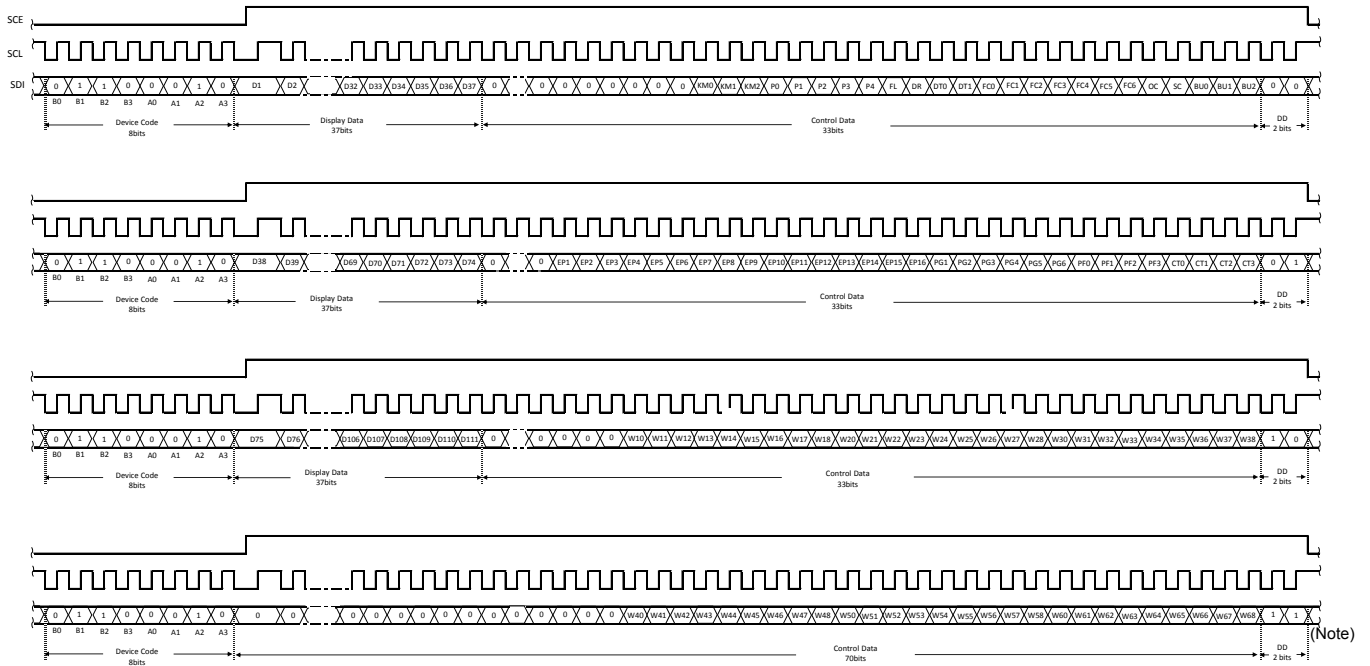 SCE
SCL
SDI 0 1 1 0 0 0 1 0 D1 D2 D32 D33 D34 D35 D36 D37 0 0 0 0 0 0 0 0 KM0 KM1 KM2 P0 P1 P2 P3 P4 FL DR DT0 DT1 FC0 FC1 FC2 FC3 FC4 FC5 FC6 OC SC BU0 BU1 BU2 0 0
B0 B1 B2 B3 A0 A1 A2 A3
Device Code Display Data Control Data DD
8bits 37bits 33bits 2 bits
0 1 1 0 0 0 1 0 D38 D39 D69 D70 D71 D72 D73 D74 0 0 EP1 EP2 EP3 EP4 EP5 EP6 EP7 EP8 EP9 EP10 EP11 EP12 EP13 EP14 EP15 EP16 PG1 PG2 PG3 PG4 PG5 PG6 PF0 PF1 PF2 PF3 CT0 CT1 CT2 CT3 0 1
B0 B1 B2 B3 A0 A1 A2 A3
Device Code Display Data Control Data DD
8bits 37bits 33bits 2 bits
0 1 1 0 0 0 1 0 D75 D76 D106 D107 D108 D109 D110 D111 0 0 0 0 0 W10 W11 W12 W13 W14 W15 W16 W17 W18 W20 W21 W22 W23 W24 W25 W26 W27 W28 W30 W31 W32 W33 W34 W35 W36 W37 W38 1 0
B0 B1 B2 B3 A0 A1 A2 A3
Device Code Display Data Control Data DD
8bits 37bits 33bits 2 bits
0 1 1 0 0 0 1 0 0 0 0 0 0 0 0 0 0 0 0 0 0 0 W40 W41 W42 W43 W44 W45 W46 W47 W48 W50 W51 W52 W53 W54 W55 W56 W57 W58 W60 W61 W62 W63 W64 W65 W66 W67 W68 1 1
B0 B1 B2 B3 A0 A1 A2 A3 (Note)
Device Code Control Data DD
8bits 70bits 2 bits